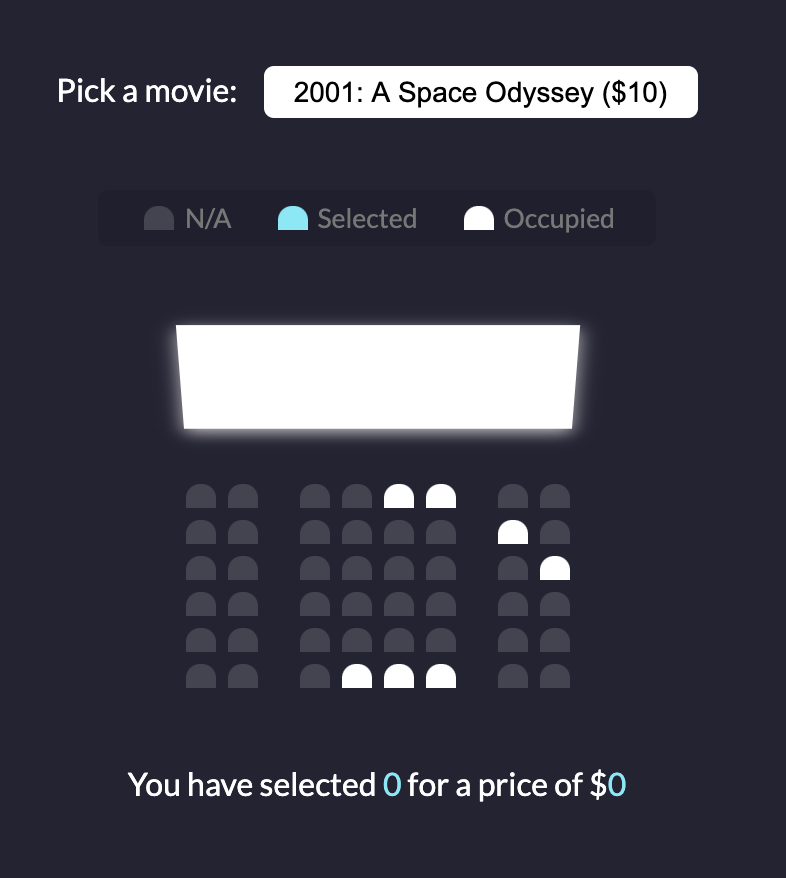 Pick a movie: 2001: A Space Odyssey ($10)
N/A Selected Occupied
You have selected 0 for a price of $0